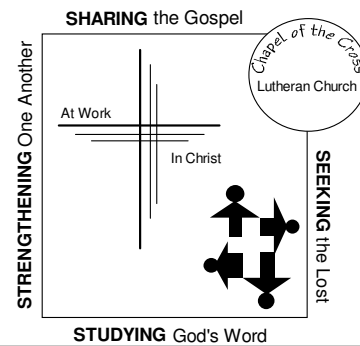 SHARING the Gospel
Chapel of the Cross
Lutheran Church
At Work
In Christ
STRENGTHENING One Another
SEEKING the Lost
STUDYING God's Word